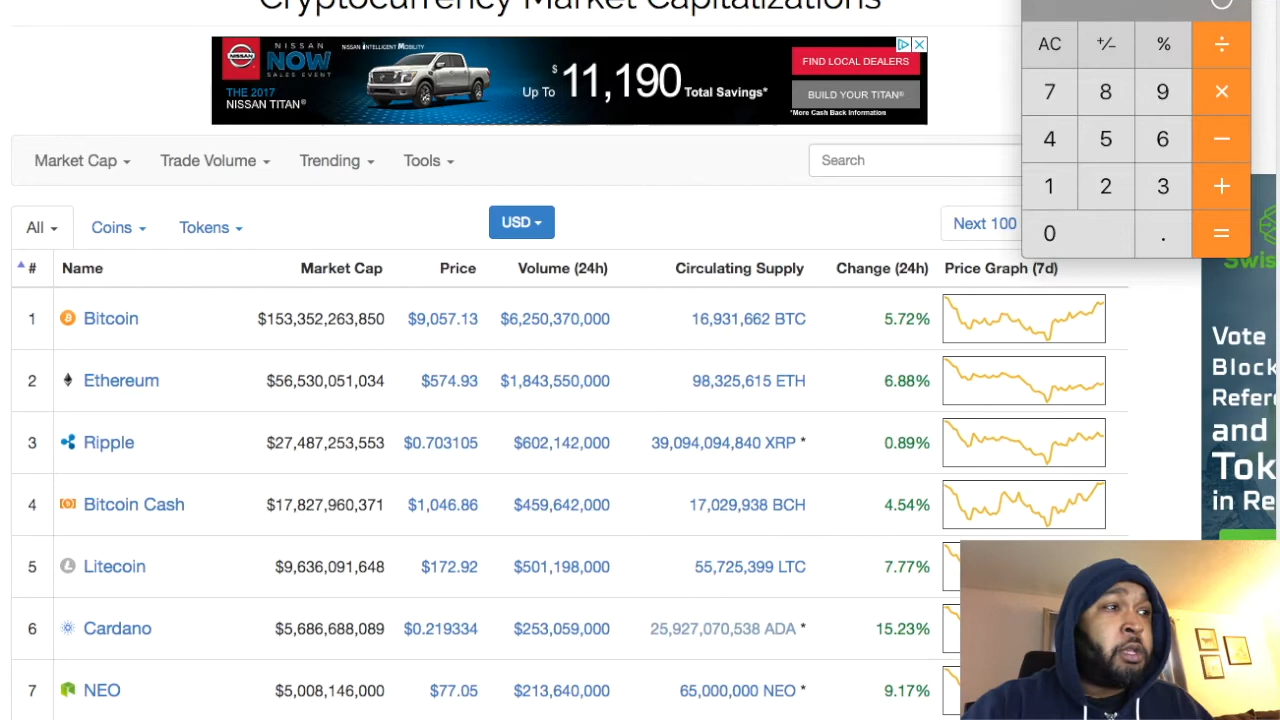 Cryptocurrency Market Capitalizations
NISSAN
NISSAN
NOW
SALES EVENT
THE 2017
NISSAN TITAN®
NISSAN INTELLIGENT MOBILITY
Up To $11,190 Total Savings*
FIND LOCAL DEALERS
BUILD YOUR TITAN®
*More Cash Back Information
AC +/- % ÷
7 8 9 ×
4 5 6 −
1 2 3 +
0 . =
Market Cap Trade Volume Trending Tools Search
All Coins Tokens USD Next 100
# Name Market Cap Price Volume (24h) Circulating Supply Change (24h) Price Graph (7d)
1 Bitcoin $153,352,263,850 $9,057.13 $6,250,370,000 16,931,662 BTC 5.72%
2 Ethereum $56,530,051,034 $574.93 $1,843,550,000 98,325,615 ETH 6.88%
3 Ripple $27,487,253,553 $0.703105 $602,142,000 39,094,094,840 XRP * 0.89%
4 Bitcoin Cash $17,827,960,371 $1,046.86 $459,642,000 17,029,938 BCH 4.54%
5 Litecoin $9,636,091,648 $172.92 $501,198,000 55,725,399 LTC 7.77%
6 Cardano $5,686,688,089 $0.219334 $253,059,000 25,927,070,538 ADA * 15.23%
7 NEO $5,008,146,000 $77.05 $213,640,000 65,000,000 NEO * 9.17%
Swis
Vote
Block
Refere
and
Tok
in Re